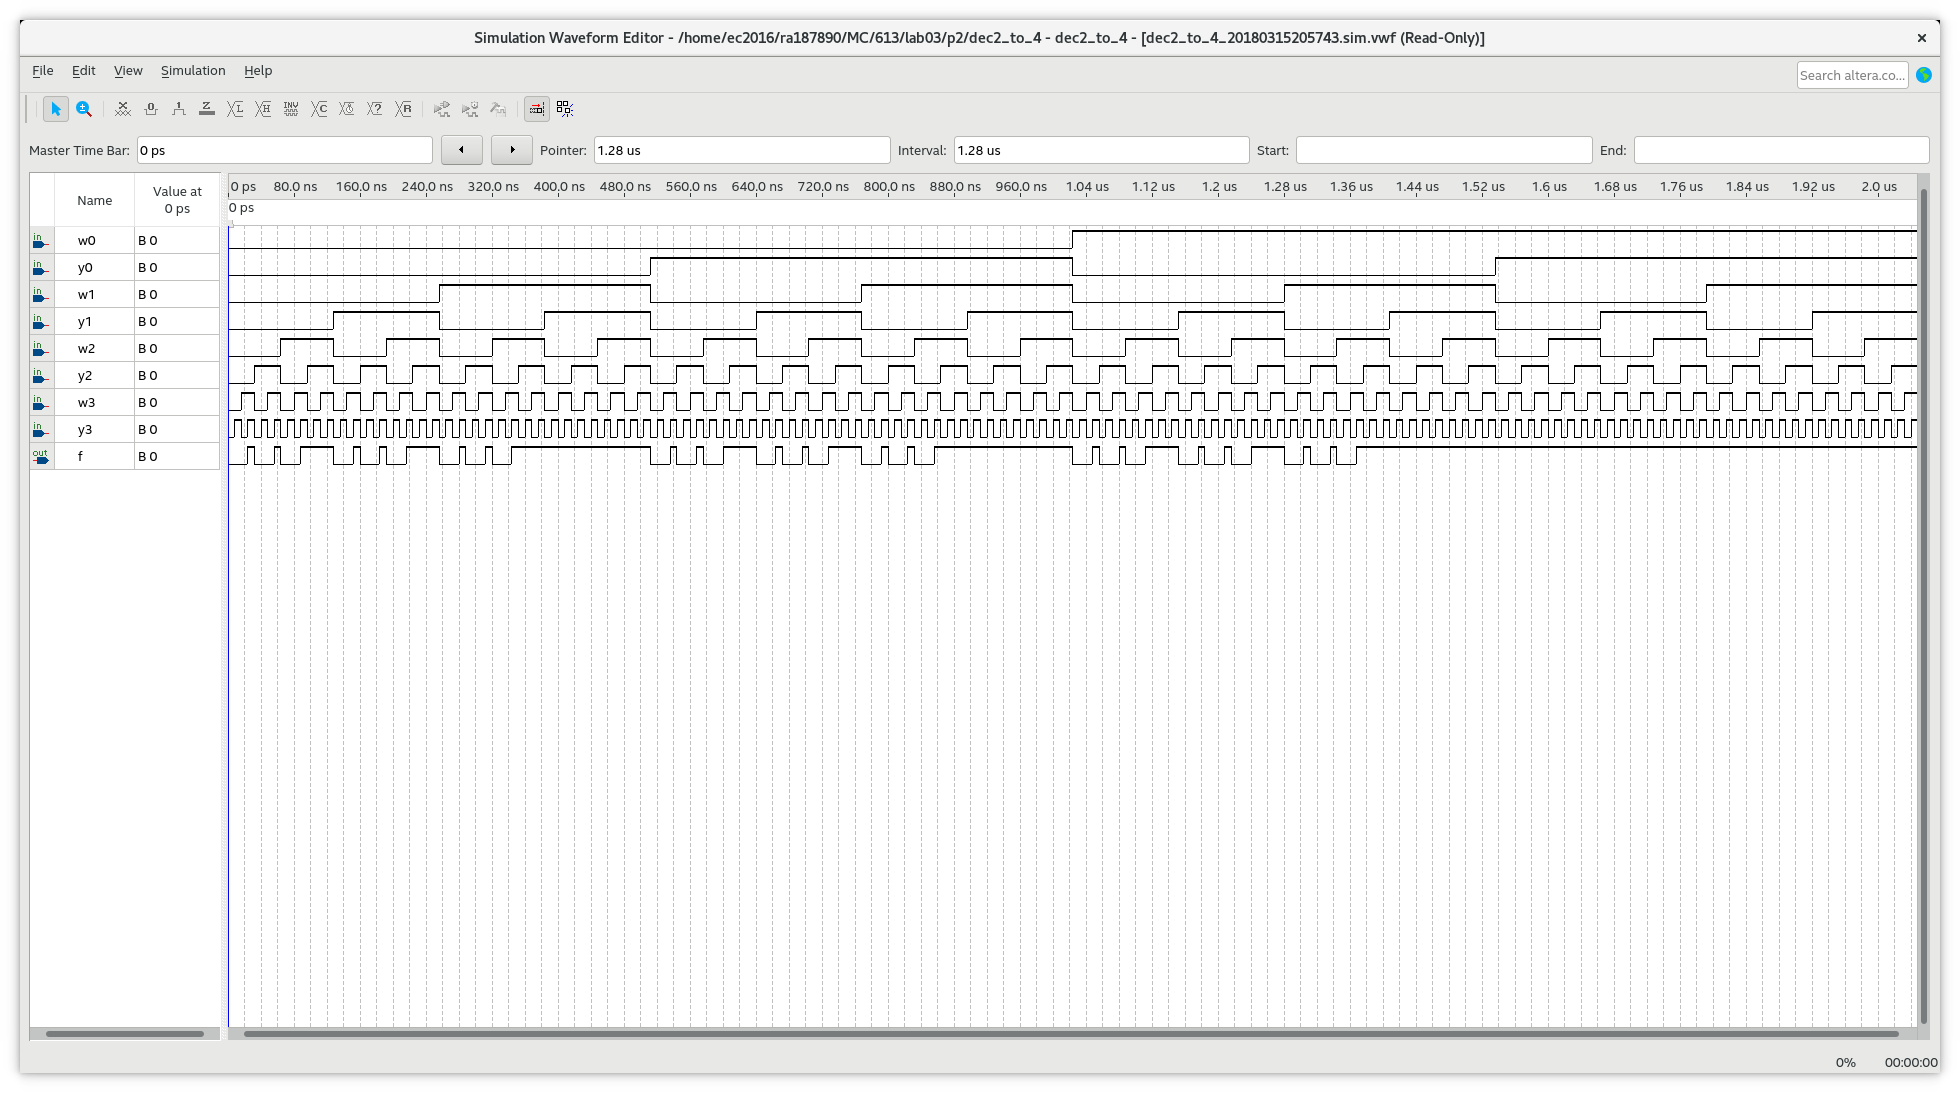 Simulation Waveform Editor - /home/ec2016/ra187890/MC/613/lab03/p2/dec2_to_4 - dec2_to_4 - [dec2_to_4_20180315205743.sim.vwf (Read-Only)]
File Edit View Simulation Help
Search altera.co...
Master Time Bar: 0 ps Pointer: 1.28 us Interval: 1.28 us Start: End:
Name Value at 0 ps
0 ps 80.0 ns 160.0 ns 240.0 ns 320.0 ns 400.0 ns 480.0 ns 560.0 ns 640.0 ns 720.0 ns 800.0 ns 880.0 ns 960.0 ns 1.04 us 1.12 us 1.2 us 1.28 us 1.36 us 1.44 us 1.52 us 1.6 us 1.68 us 1.76 us 1.84 us 1.92 us 2.0 us
0 ps
in w0 B 0
in y0 B 0
in w1 B 0
in y1 B 0
in w2 B 0
in y2 B 0
in w3 B 0
in y3 B 0
out f B 0
0% 00:00:00